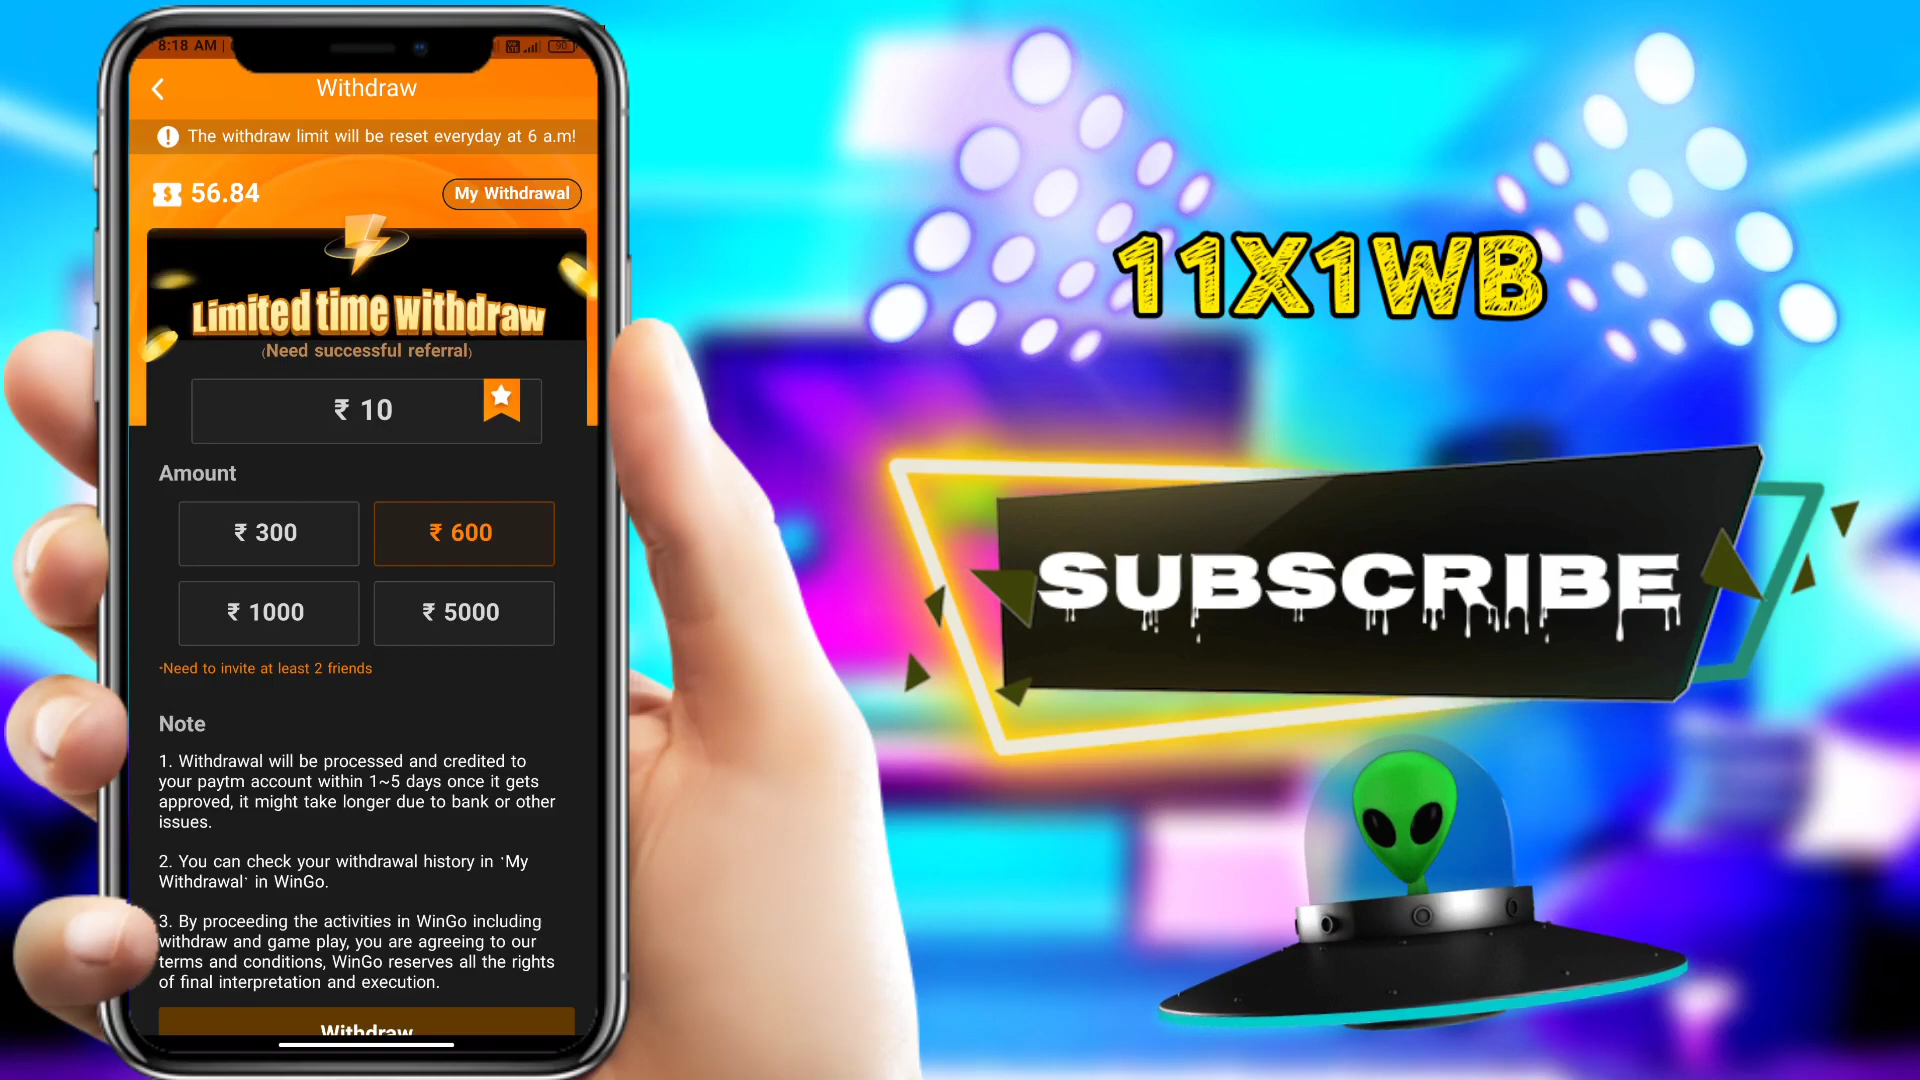 8:18 AM
90
Withdraw
The withdraw limit will be reset everyday at 6 a.m!
56.84
My Withdrawal
Limited time withdraw
(Need successful referral)
₹ 10
Amount
₹ 300
₹ 600
₹ 1000
₹ 5000
*Need to invite at least 2 friends
Note
1. Withdrawal will be processed and credited to
your paytm account within 1~5 days once it gets
approved, it might take longer due to bank or other
issues.
2. You can check your withdrawal history in `My
Withdrawal` in WinGo.
3. By proceeding the activities in WinGo including
withdraw and game play, you are agreeing to our
terms and conditions, WinGo reserves all the rights
of final interpretation and execution.
Withdraw
11X1WB
SUBSCRIBE